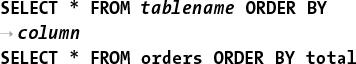 SELECT * FROM tablename ORDER BY
→ column
SELECT * FROM orders ORDER BY total